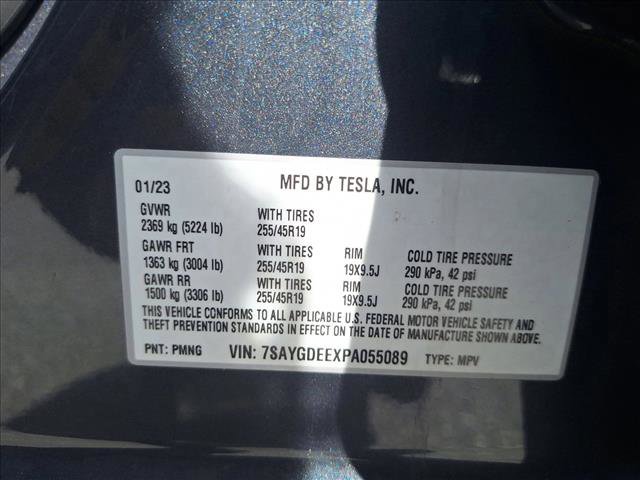 01/23 MFD BY TESLA, INC.
GVWR WITH TIRES
2369 kg (5224 lb) 255/45R19
GAWR FRT WITH TIRES RIM COLD TIRE PRESSURE
1363 kg (3004 lb) 255/45R19 19X9.5J 290 kPa, 42 psi
GAWR RR WITH TIRES RIM COLD TIRE PRESSURE
1500 kg (3306 lb) 255/45R19 19X9.5J 290 kPa, 42 psi
THIS VEHICLE CONFORMS TO ALL APPLICABLE U.S. FEDERAL MOTOR VEHICLE SAFETY AND
THEFT PREVENTION STANDARDS IN EFFECT ON THE DATE OF MANUFACTURE SHOWN ABOVE.
PNT: PMNG VIN: 7SAYGDEEXPA055089 TYPE: MPV